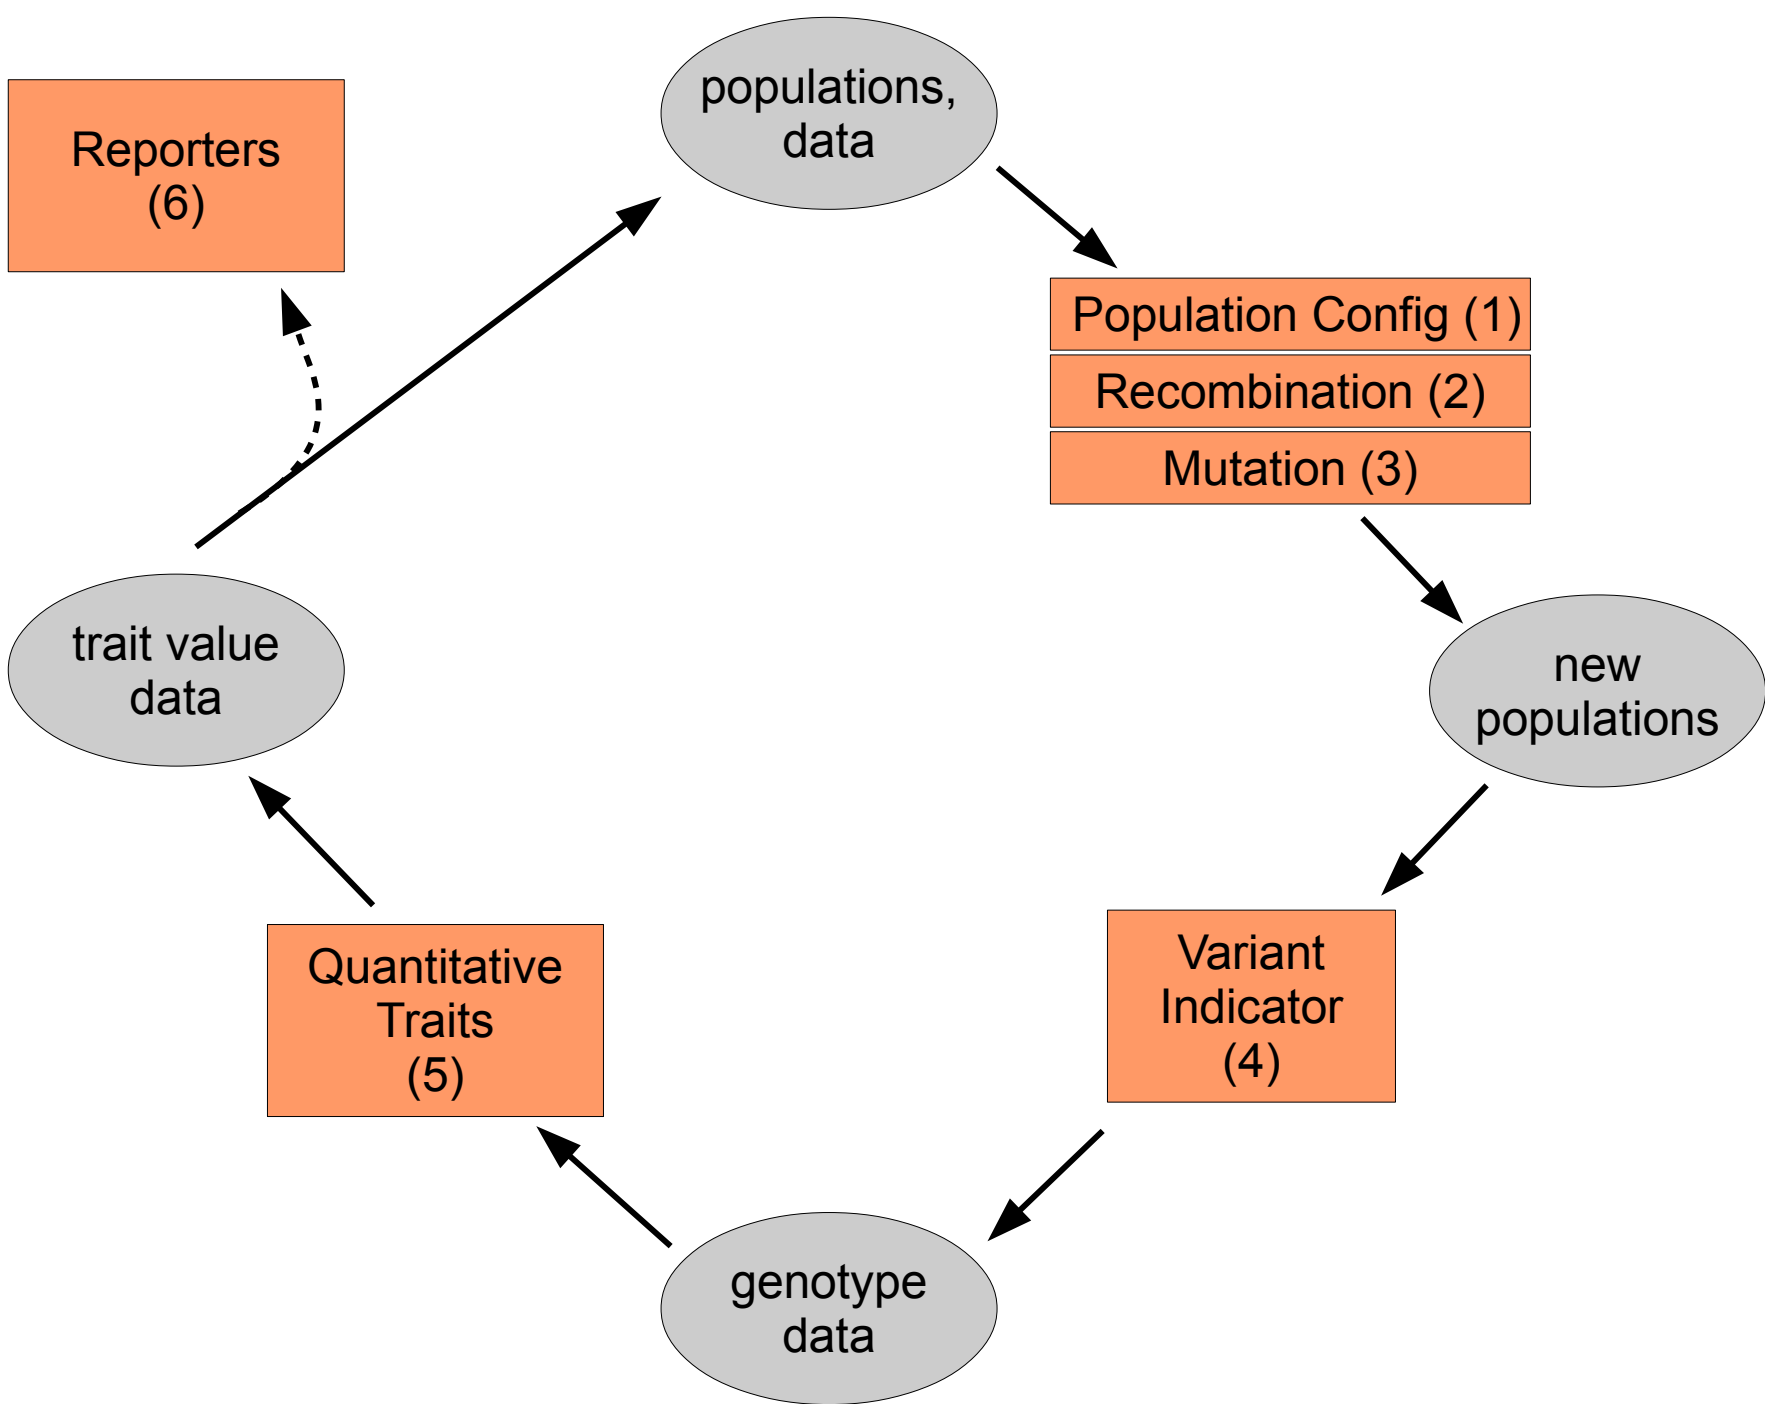 populations,
data
Reporters
(6)
Population Config (1)
Recombination (2)
Mutation (3)
trait value
data
new
populations
Quantitative
Traits
(5)
Variant
Indicator
(4)
genotype
data